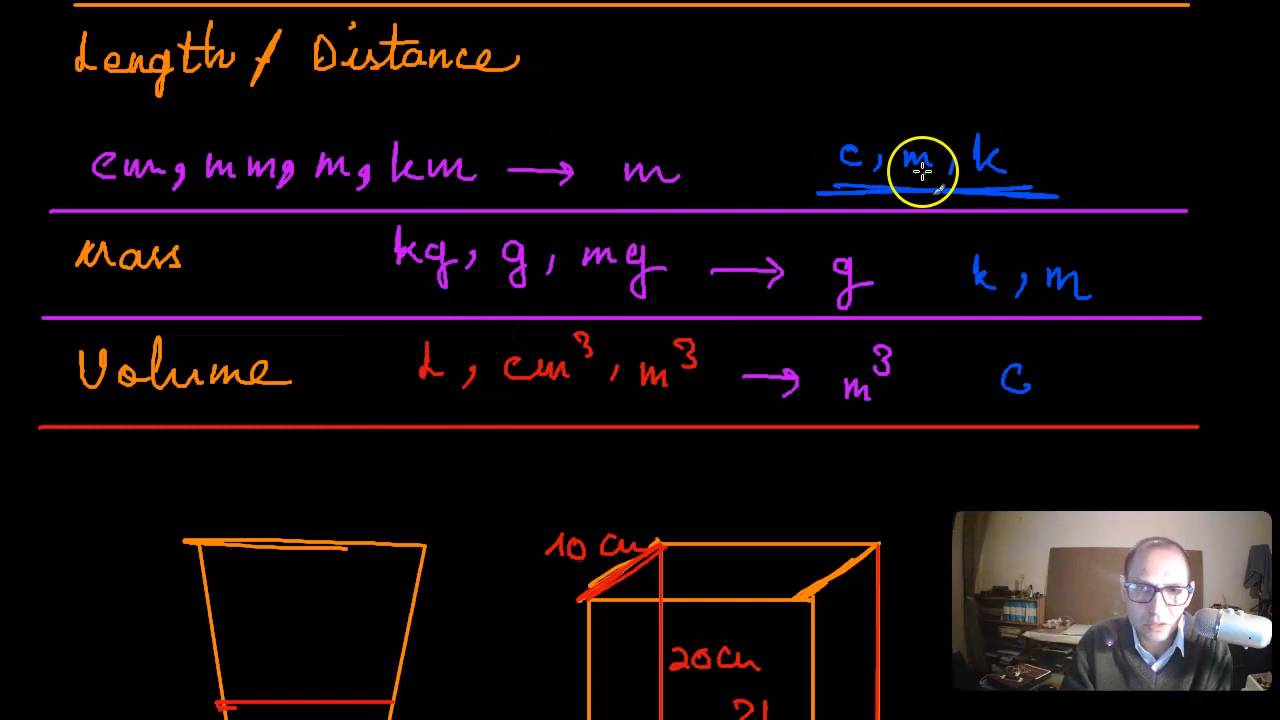 Length / Distance
cm, mm, m, km → m c, m, k
Mass kg, g, mg → g k, m
Volume L, cm³, m³ → m³ c
10 cm
20 cm